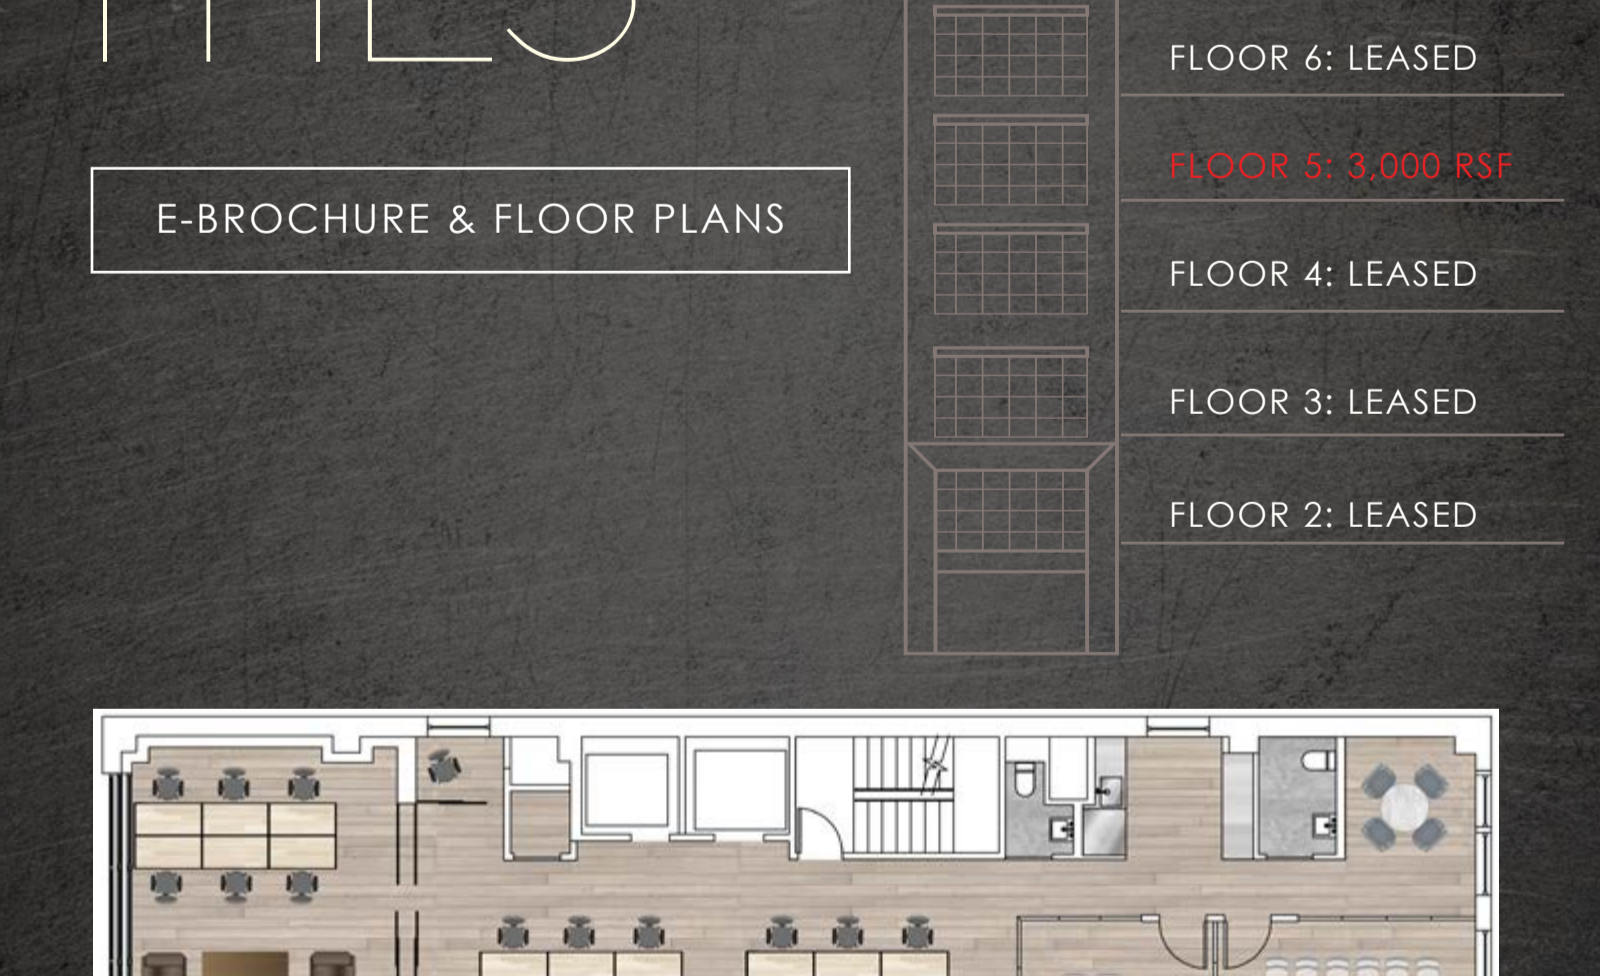 E-BROCHURE & FLOOR PLANS
FLOOR 6: LEASED
FLOOR 5: 3,000 RSF
FLOOR 4: LEASED
FLOOR 3: LEASED
FLOOR 2: LEASED